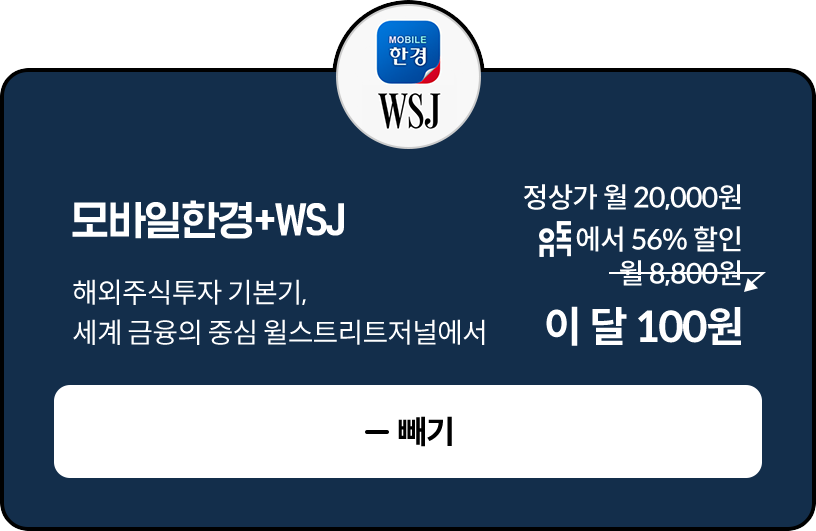 MOBILE
한경
WSJ
모바일한경+WSJ
해외주식투자 기본기,
세계 금융의 중심 월스트리트저널에서
정상가 월 20,000원
유독에서 56% 할인
월 8,800원
이 달 100원
– 빼기